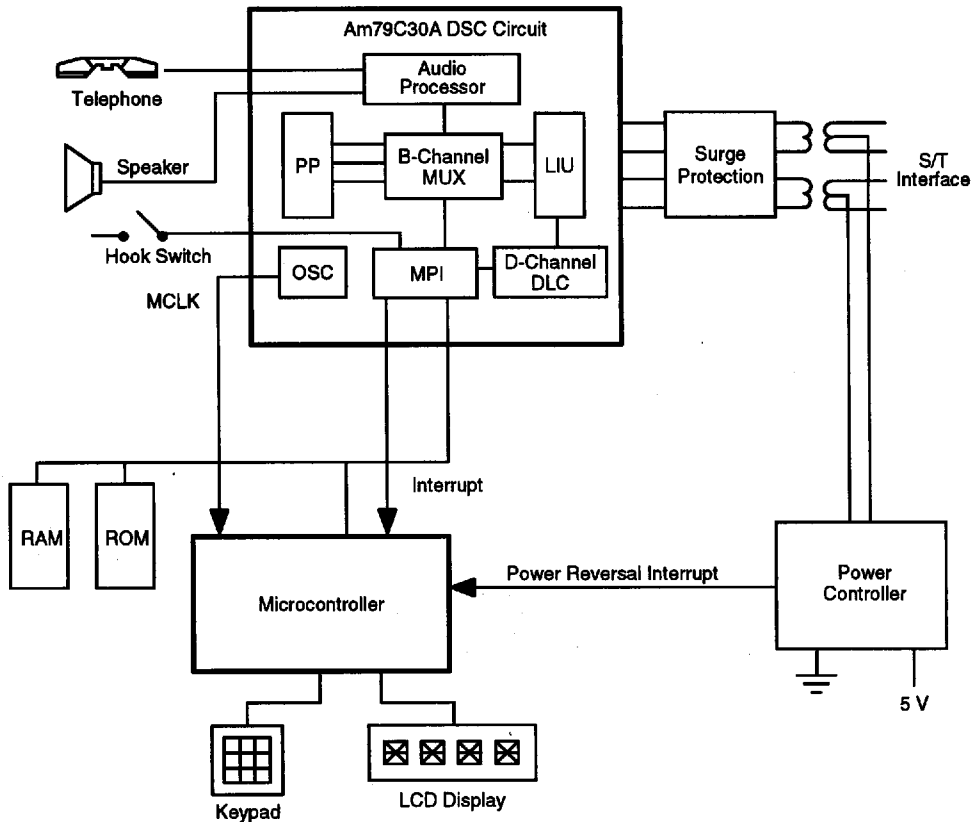 Am79C30A DSC Circuit
Audio
Processor
Telephone
PP
B-Channel
MUX
LIU
Surge
Protection
S/T
Interface
Speaker
Hook Switch
OSC
MPI
D-Channel
DLC
MCLK
Interrupt
RAM
ROM
Power Reversal Interrupt
Power
Controller
Microcontroller
5 V
Keypad
LCD Display